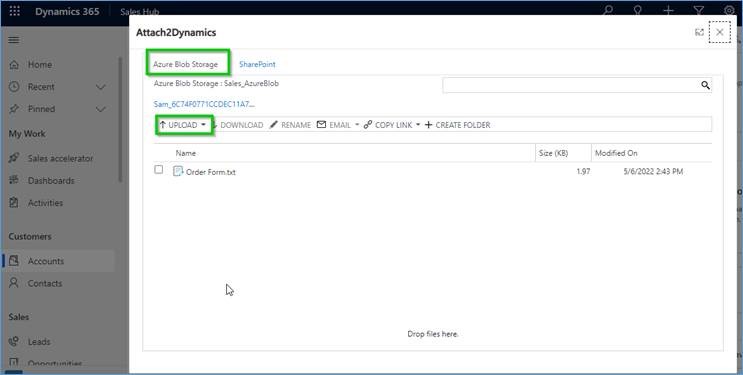 Dynamics 365
Sales Hub
Attach2Dynamics
Home
Recent
Pinned
My Work
Sales accelerator
Dashboards
Activities
Customers
Accounts
Contacts
Sales
Leads
Opportunities
Azure Blob Storage
SharePoint
Azure Blob Storage : Sales_AzureBlob
Sam_6C74F0771CCDEC11A7...
UPLOAD
DOWNLOAD
RENAME
EMAIL
COPY LINK
CREATE FOLDER
Name
Size (KB)
Modified On
Order Form.txt
1.97
5/6/2022 2:43 PM
Drop files here.